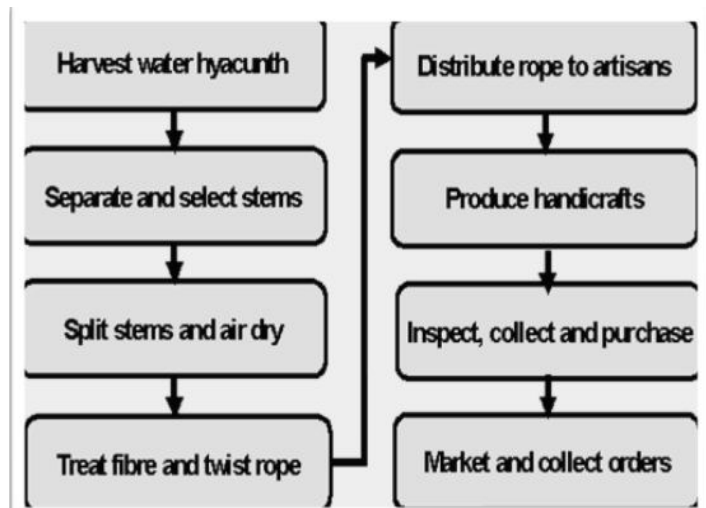 Harvest water hyacunth
Separate and select stems
Split stems and air dry
Treat fibre and twist rope
Distribute rope to artisans
Produce handicrafts
Inspect, collect and purchase
Market and collect orders